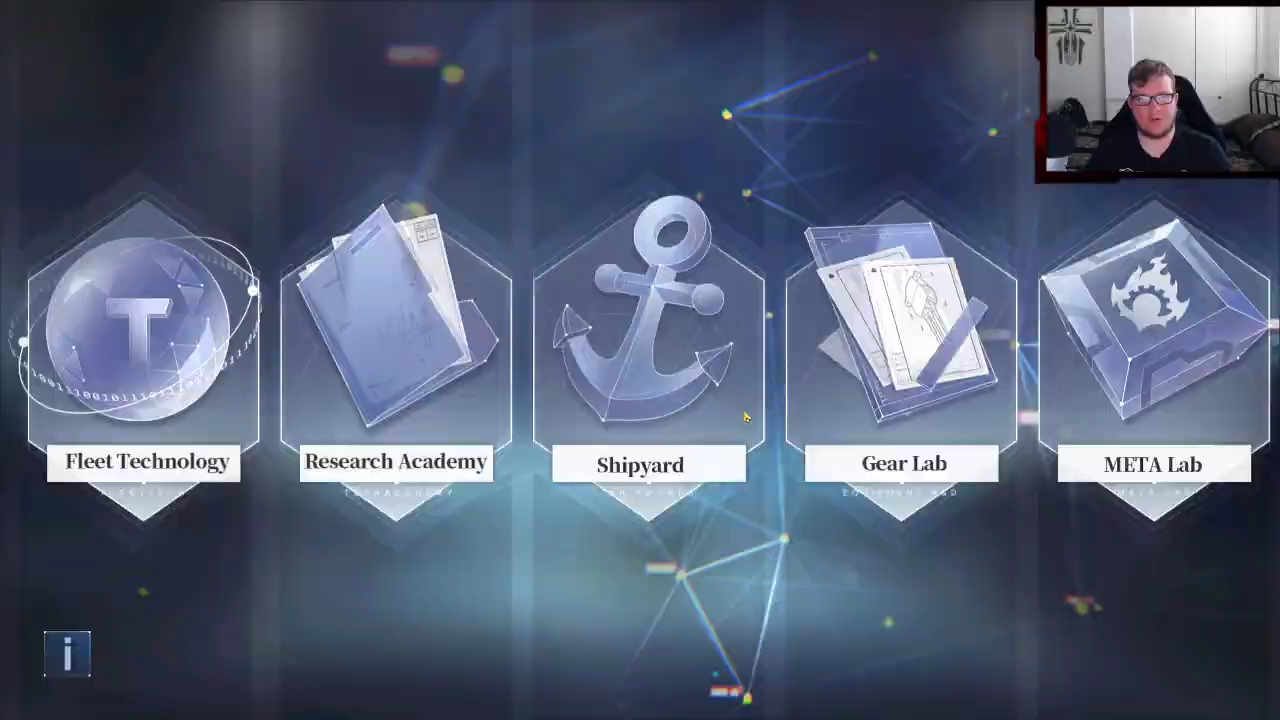 T
Fleet Technology
Research Academy
Shipyard
Gear Lab
META Lab
i